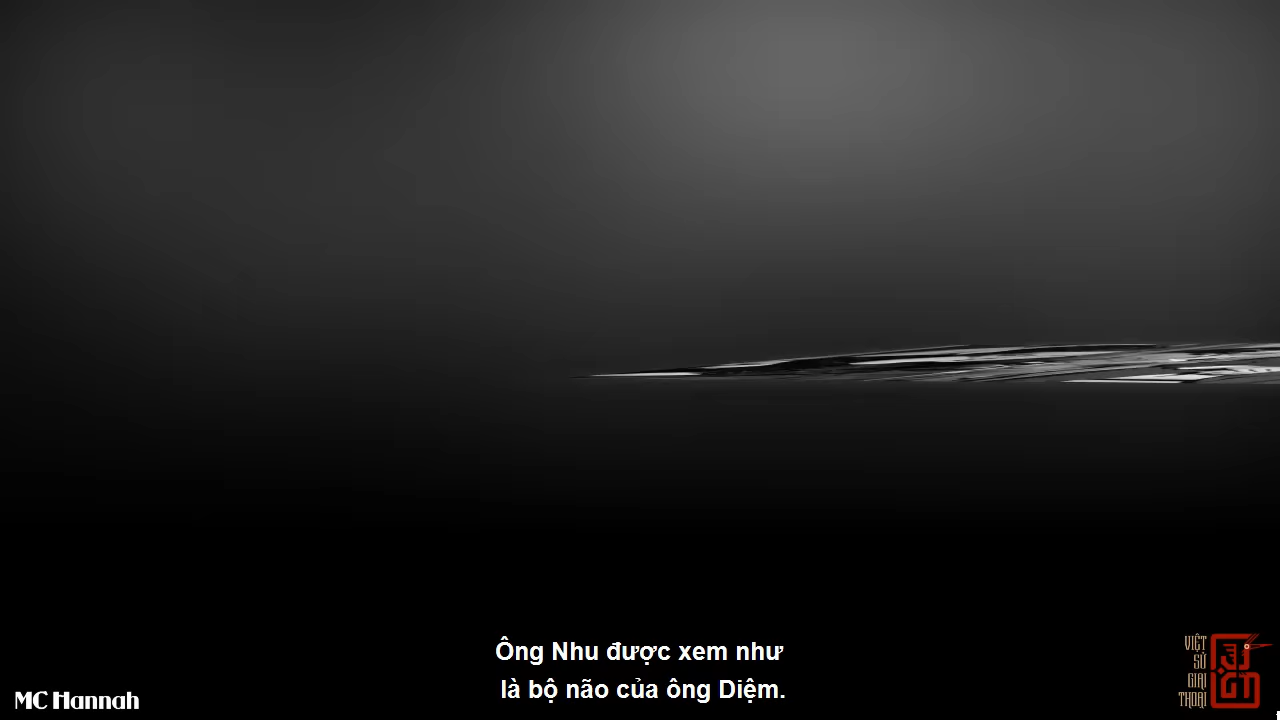 Ông Nhu được xem như
là bộ não của ông Diệm.
MC Hannah
VIỆT
SỬ
GIAI
THOẠI